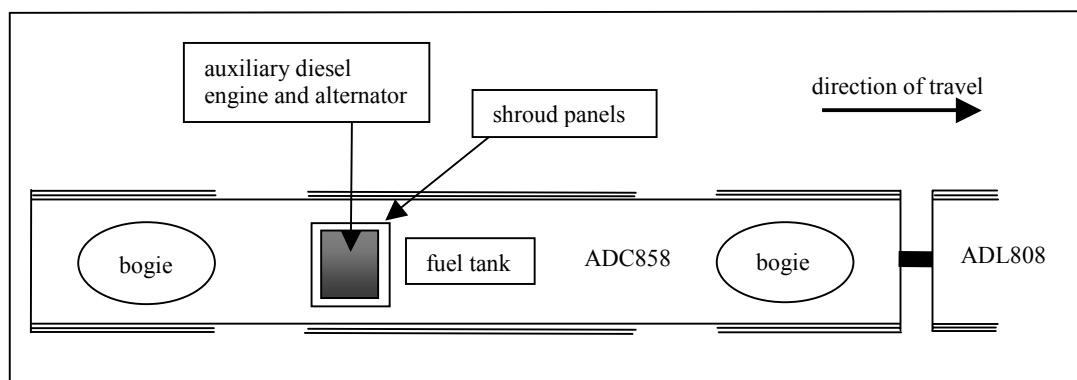 auxiliary diesel
engine and alternator
shroud panels
direction of travel
bogie
fuel tank
ADC858
bogie
ADL808